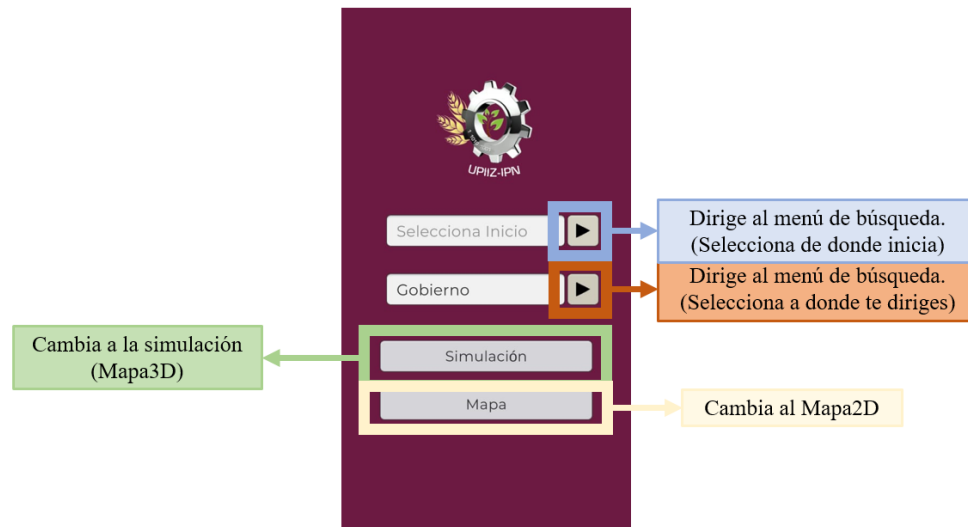 UPIIZ-IPN
Selecciona Inicio
Dirige al menú de búsqueda.
(Selecciona de donde inicia)
Gobierno
Dirige al menú de búsqueda.
(Selecciona a donde te diriges)
Cambia a la simulación
(Mapa3D)
Simulación
Mapa
Cambia al Mapa2D